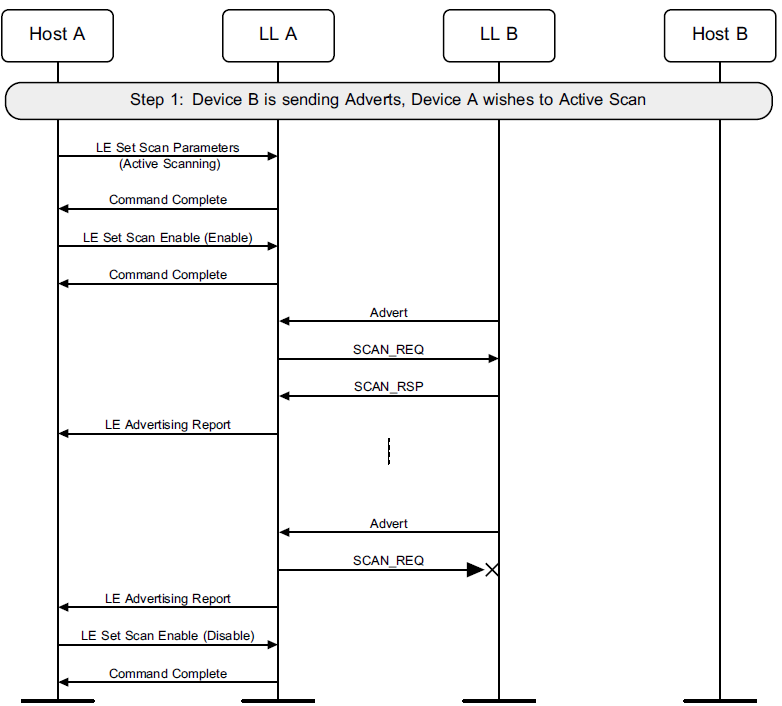 Host A
LL A
LL B
Host B
Step 1: Device B is sending Adverts, Device A wishes to Active Scan
LE Set Scan Parameters
(Active Scanning)
Command Complete
LE Set Scan Enable (Enable)
Command Complete
Advert
SCAN_REQ
SCAN_RSP
LE Advertising Report
Advert
SCAN_REQ
LE Advertising Report
LE Set Scan Enable (Disable)
Command Complete